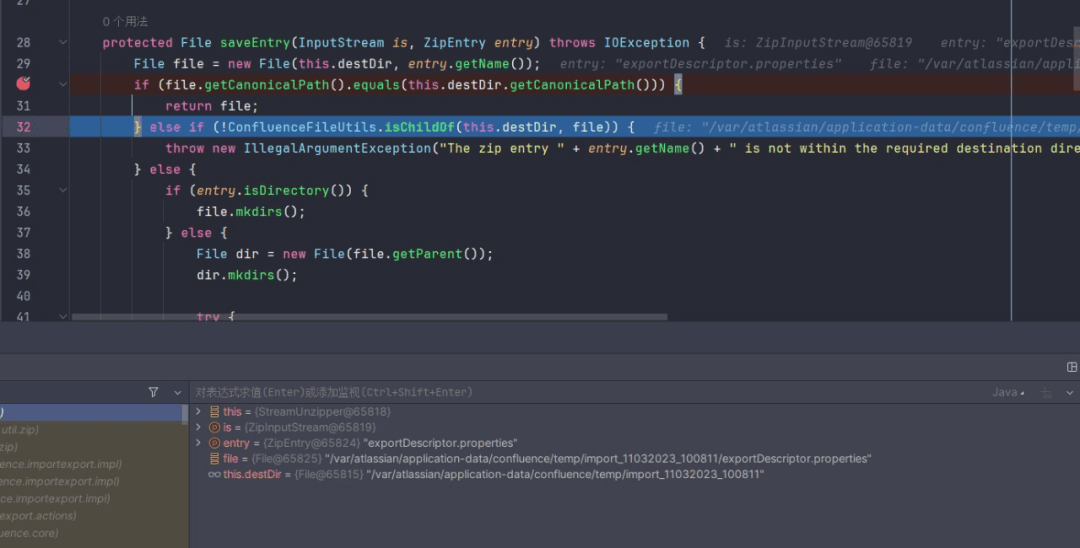 27
0 个用法
28 protected File saveEntry(InputStream is, ZipEntry entry) throws IOException { is: ZipInputStream@65819 entry: "exportDesc
29 File file = new File(this.destDir, entry.getName()); entry: "exportDescriptor.properties" file: "/var/atlassian/appli
if (file.getCanonicalPath().equals(this.destDir.getCanonicalPath())) {
31 return file;
32 } else if (!ConfluenceFileUtils.isChildOf(this.destDir, file)) { file: "/var/atlassian/application-data/confluence/temp/
33 throw new IllegalArgumentException("The zip entry " + entry.getName() + " is not within the required destination dire
34 } else {
35 if (entry.isDirectory()) {
36 file.mkdirs();
37 } else {
38 File dir = new File(file.getParent());
39 dir.mkdirs();
40
41 try {
对表达式求值(Enter)或添加监视(Ctrl+Shift+Enter)
Java
)
util.zip)
zip)
ence.importexport.impl)
ence.importexport.impl)
ce.importexport.impl)
export.actions)
uence.core)
this = {StreamUnzipper@65818}
is = {ZipInputStream@65819}
entry = {ZipEntry@65824} "exportDescriptor.properties"
file = {File@65825} "/var/atlassian/application-data/confluence/temp/import_11032023_100811/exportDescriptor.properties"
this.destDir = {File@65815} "/var/atlassian/application-data/confluence/temp/import_11032023_100811"